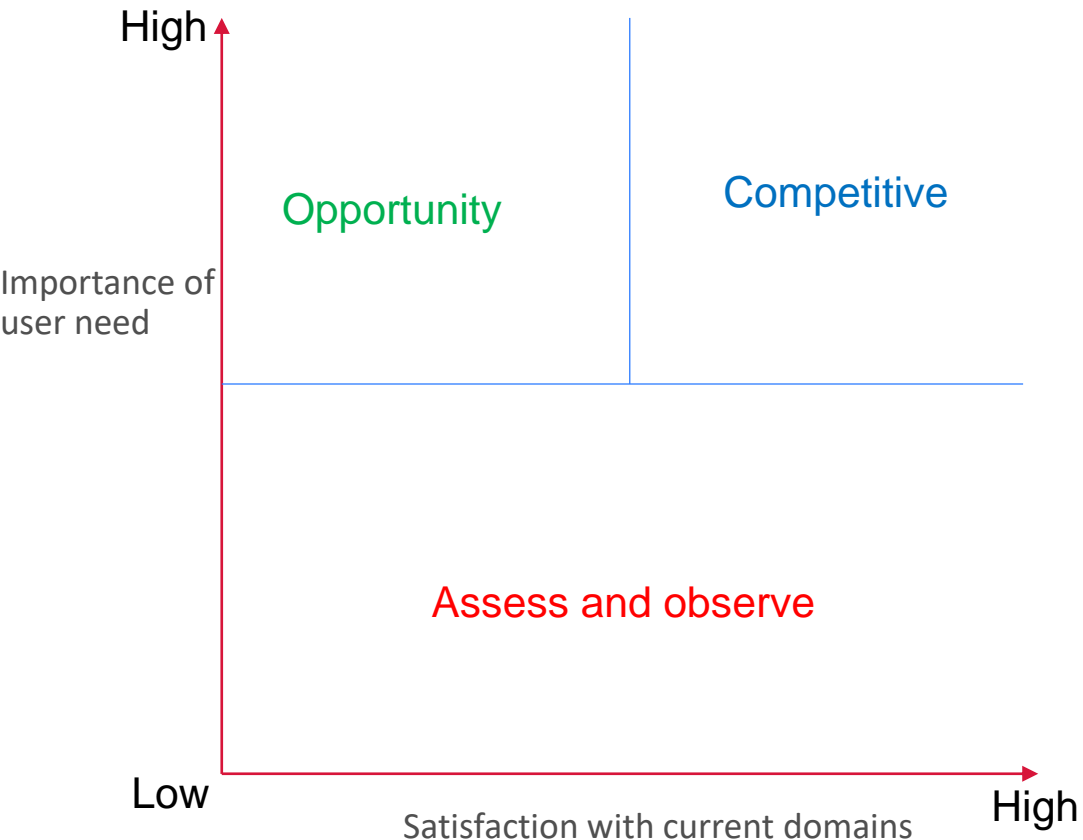 High
Competitive
Opportunity
Importance of
user need
Assess and observe
Low
High
Satisfaction with current domains